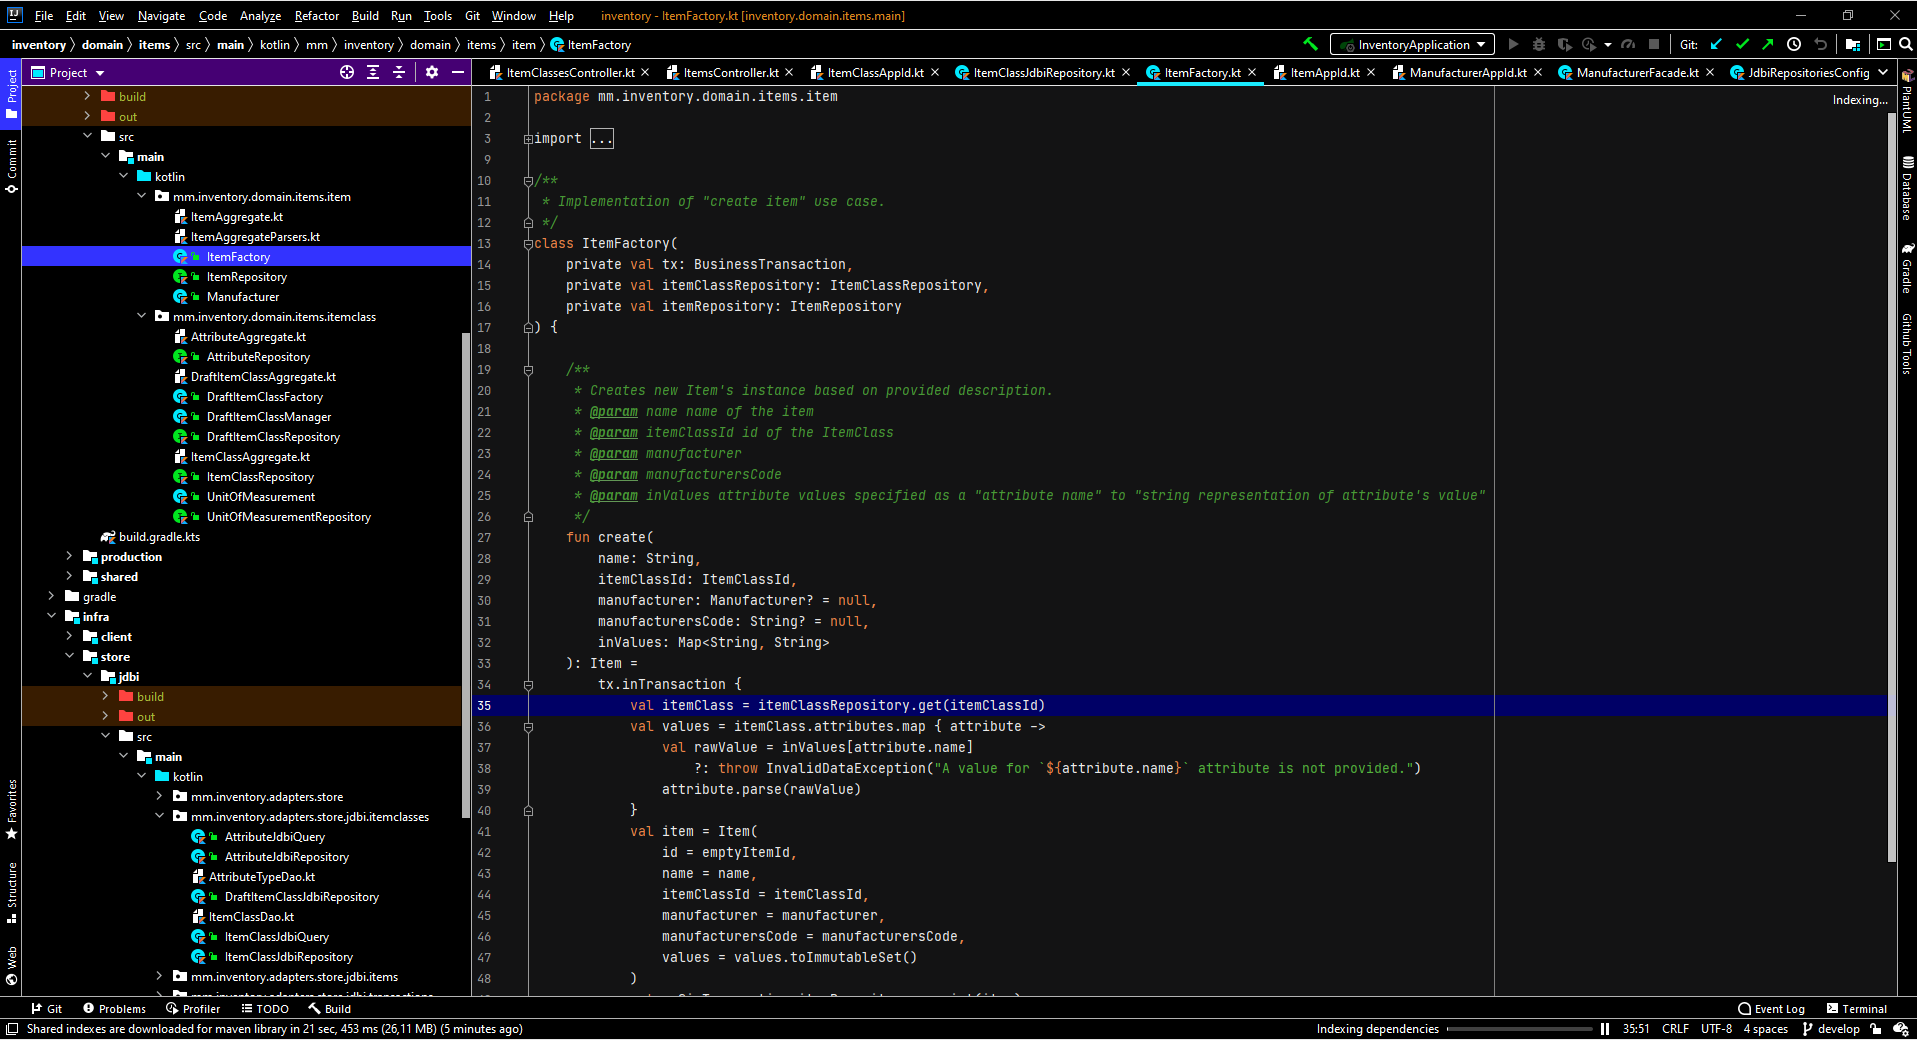 File Edit View Navigate Code Analyze Refactor Build Run Tools Git Window Help inventory - ItemFactory.kt [inventory.domain.items.main]
inventory domain items src main kotlin mm inventory domain items item ItemFactory InventoryApplication Git:
Project
ItemClassesController.kt ItemsController.kt ItemClassAppId.kt ItemClassJdbiRepository.kt ItemFactory.kt ItemAppId.kt ManufacturerAppId.kt ManufacturerFacade.kt JdbiRepositoriesConfig
Project
Commit
Favorites
Structure
Web
build
out
src
main
kotlin
mm.inventory.domain.items.item
ItemAggregate.kt
ItemAggregateParsers.kt
ItemFactory
ItemRepository
Manufacturer
mm.inventory.domain.items.itemclass
AttributeAggregate.kt
AttributeRepository
DraftItemClassAggregate.kt
DraftItemClassFactory
DraftItemClassManager
DraftItemClassRepository
ItemClassAggregate.kt
ItemClassRepository
UnitOfMeasurement
UnitOfMeasurementRepository
build.gradle.kts
production
shared
gradle
infra
client
store
jdbi
build
out
src
main
kotlin
mm.inventory.adapters.store
mm.inventory.adapters.store.jdbi.itemclasses
AttributeJdbiQuery
AttributeJdbiRepository
AttributeTypeDao.kt
DraftItemClassJdbiRepository
ItemClassDao.kt
ItemClassJdbiQuery
ItemClassJdbiRepository
mm.inventory.adapters.store.jdbi.items
1 package mm.inventory.domain.items.item
2
3 import ...
9
10 /**
11 * Implementation of "create item" use case.
12 */
13 class ItemFactory(
14 private val tx: BusinessTransaction,
15 private val itemClassRepository: ItemClassRepository,
16 private val itemRepository: ItemRepository
17 ) {
18
19 /**
20 * Creates new Item's instance based on provided description.
21 * @param name name of the item
22 * @param itemClassId id of the ItemClass
23 * @param manufacturer
24 * @param manufacturersCode
25 * @param inValues attribute values specified as a "attribute name" to "string representation of attribute's value"
26 */
27 fun create(
28 name: String,
29 itemClassId: ItemClassId,
30 manufacturer: Manufacturer? = null,
31 manufacturersCode: String? = null,
32 inValues: Map<String, String>
33 ): Item =
34 tx.inTransaction {
35 val itemClass = itemClassRepository.get(itemClassId)
36 val values = itemClass.attributes.map { attribute ->
37 val rawValue = inValues[attribute.name]
38 ?: throw InvalidDataException("A value for `${attribute.name}` attribute is not provided.")
39 attribute.parse(rawValue)
40 }
41 val item = Item(
42 id = emptyItemId,
43 name = name,
44 itemClassId = itemClassId,
45 manufacturer = manufacturer,
46 manufacturersCode = manufacturersCode,
47 values = values.toImmutableSet()
48 )
Indexing...
PlantUML
Database
Gradle
Github Tools
Git Problems Profiler TODO Build Event Log Terminal
Shared indexes are downloaded for maven library in 21 sec, 453 ms (26,11 MB) (5 minutes ago) Indexing dependencies 35:51 CRLF UTF-8 4 spaces develop